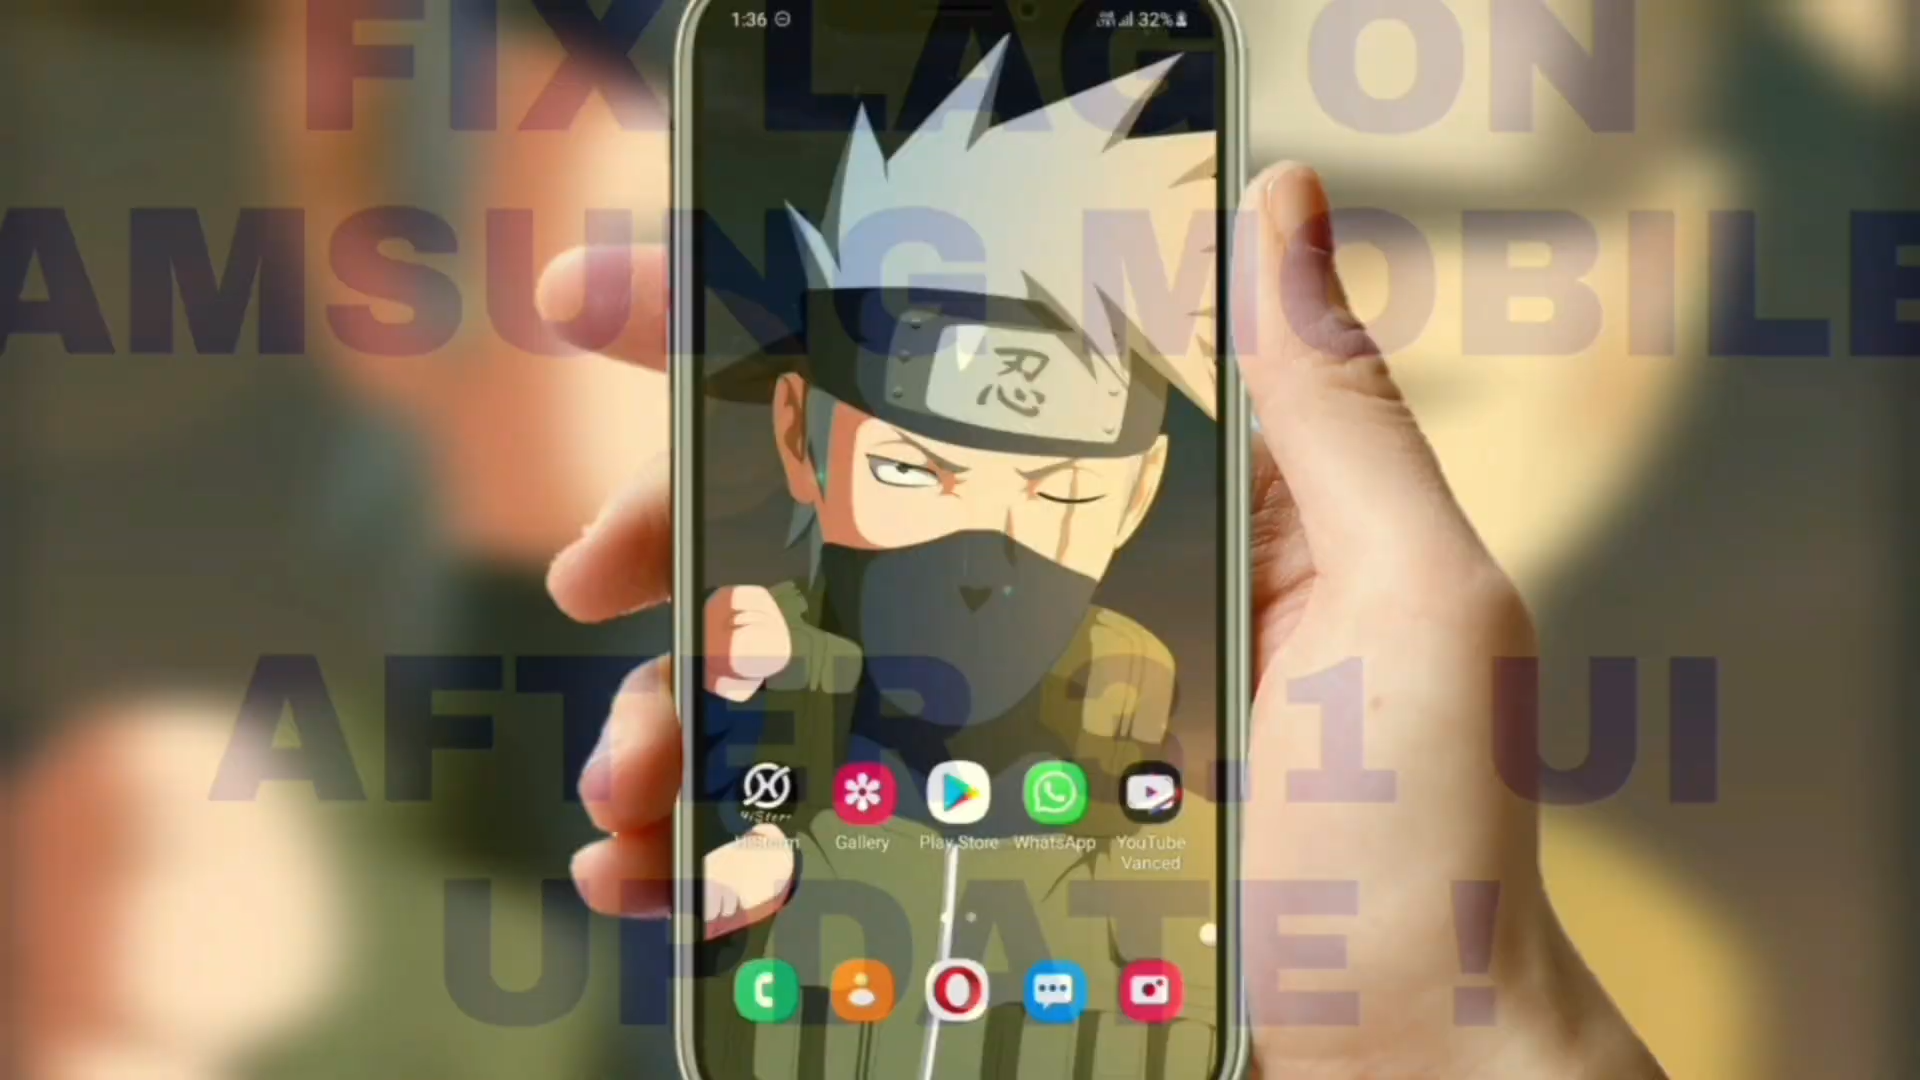 FIX LAG ON
AMSUNG MOBILE
AFTER 3.1 UI
UPDATE !
1:36
32%
忍
Gallery
Play Store
WhatsApp
YouTube
Vanced